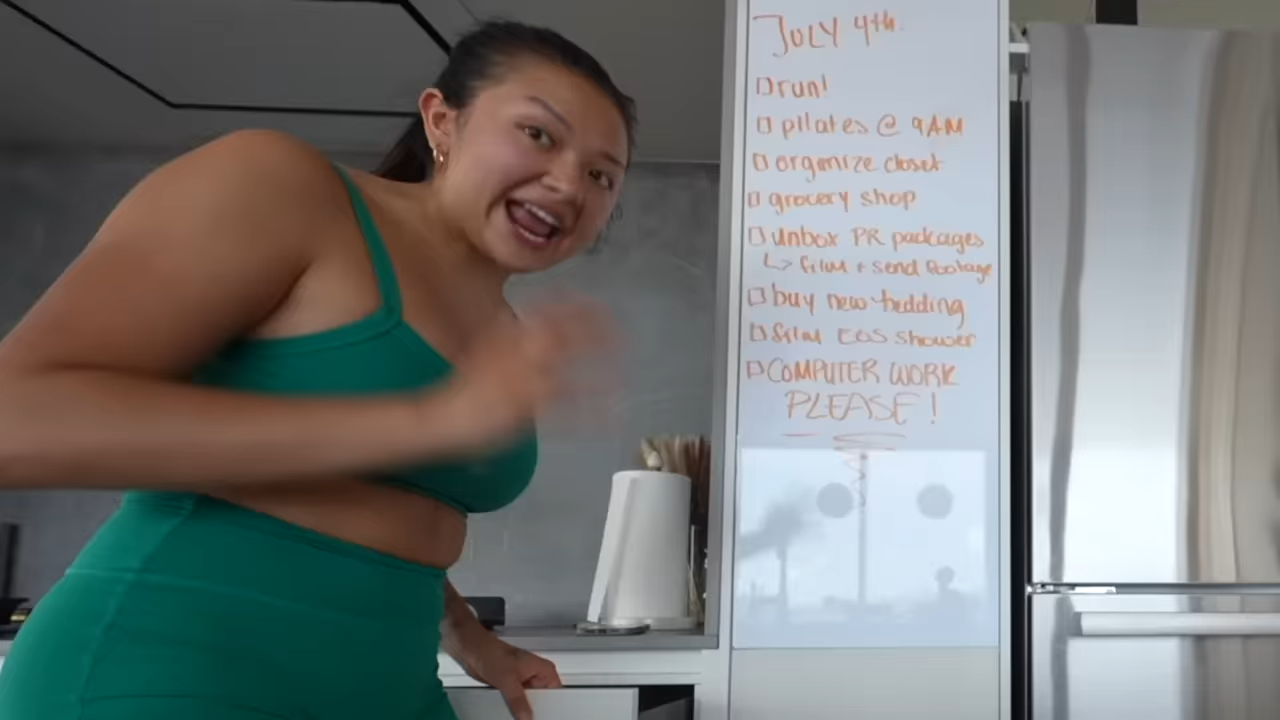 JULY 4th.
run!
pilates @ 9AM
organize closet
grocery shop
unbox PR packages
↳ film + send footage
buy new bedding
film EOS shower
COMPUTER WORK
PLEASE!